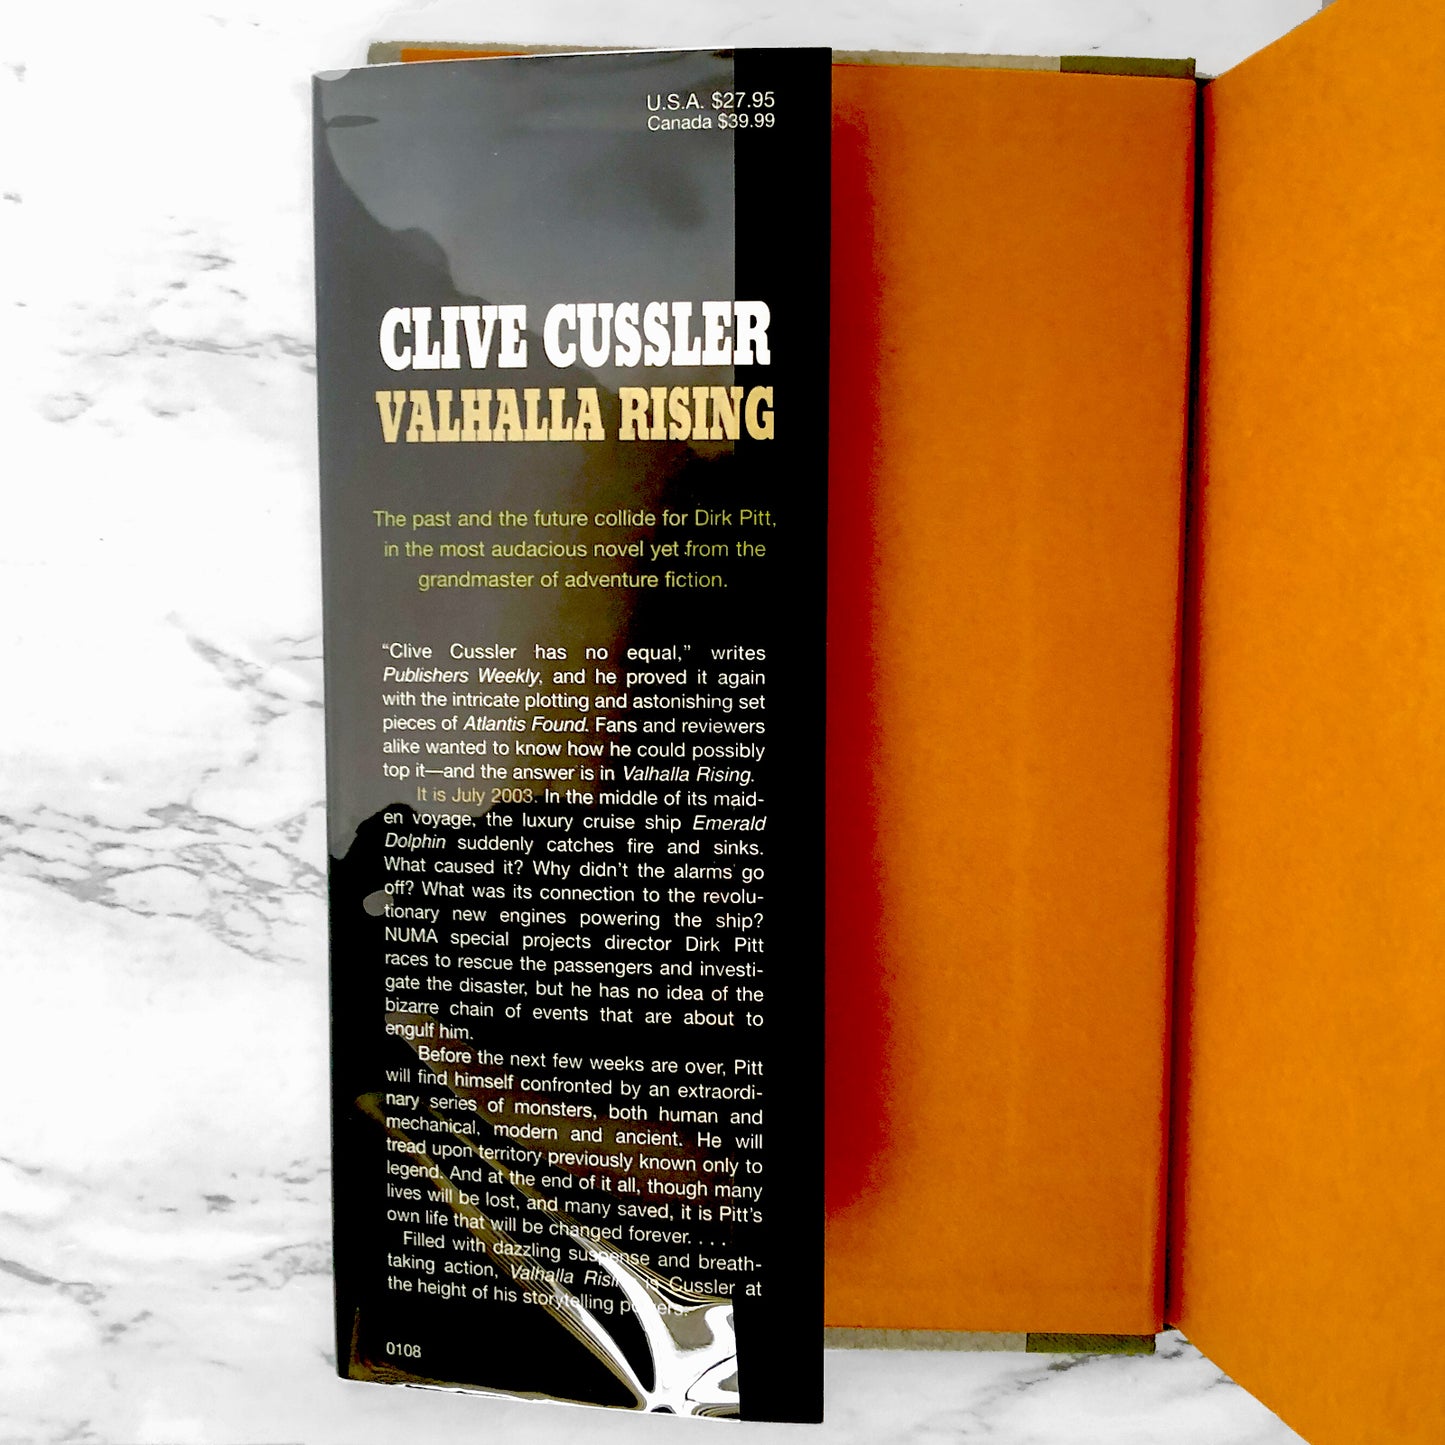 U.S.A. $27.95
Canada $39.99
CLIVE CUSSLER
VALHALLA RISING
The past and the future collide for Dirk Pitt,
in the most audacious novel yet from the
grandmaster of adventure fiction.
“Clive Cussler has no equal,” writes
Publishers Weekly, and he proved it again
with the intricate plotting and astonishing set
pieces of Atlantis Found. Fans and reviewers
alike wanted to know how he could possibly
top it—and the answer is in Valhalla Rising.
It is July 2003. In the middle of its maid-
en voyage, the luxury cruise ship Emerald
Dolphin suddenly catches fire and sinks.
What caused it? Why didn’t the alarms go
off? What was its connection to the revolu-
tionary new engines powering the ship?
NUMA special projects director Dirk Pitt
races to rescue the passengers and investi-
gate the disaster, but he has no idea of the
bizarre chain of events that are about to
engulf him.
Before the next few weeks are over, Pitt
will find himself confronted by an extraordi-
nary series of monsters, both human and
mechanical, modern and ancient. He will
tread upon territory previously known only to
legend. And at the end of it all, though many
lives will be lost, and many saved, it is Pitt’s
own life that will be changed forever. . . .
Filled with dazzling suspense and breath-
taking action, Valhalla Rising is Cussler at
the height of his storytelling powers.
0108